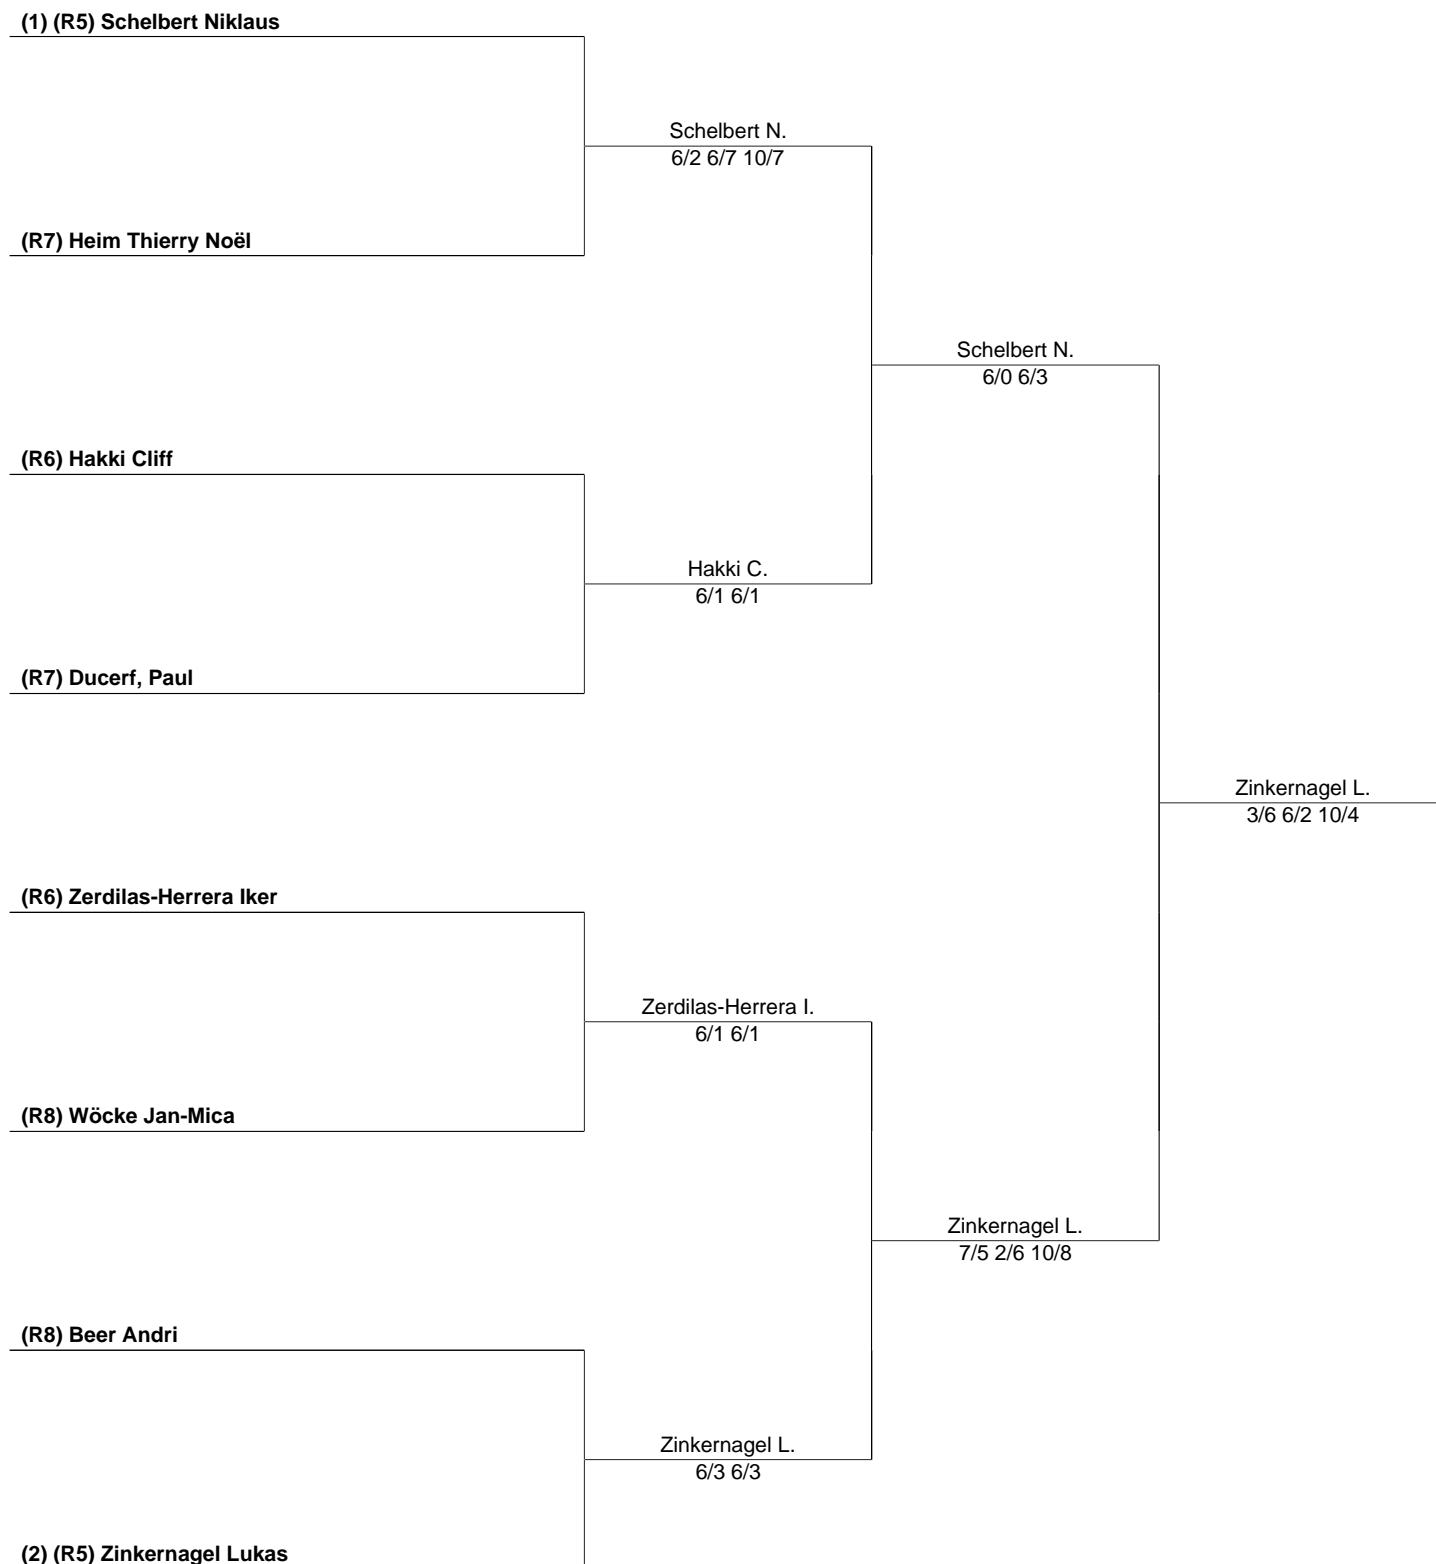 (1) (R5) Schelbert Niklaus
Schelbert N.
6/2 6/7 10/7
(R7) Heim Thierry Noël
Schelbert N.
6/0 6/3
(R6) Hakki Cliff
Hakki C.
6/1 6/1
(R7) Ducerf, Paul
Zinkernagel L.
3/6 6/2 10/4
(R6) Zerdilas-Herrera Iker
Zerdilas-Herrera I.
6/1 6/1
(R8) Wöcke Jan-Mica
Zinkernagel L.
7/5 2/6 10/8
(R8) Beer Andri
Zinkernagel L.
6/3 6/3
(2) (R5) Zinkernagel Lukas